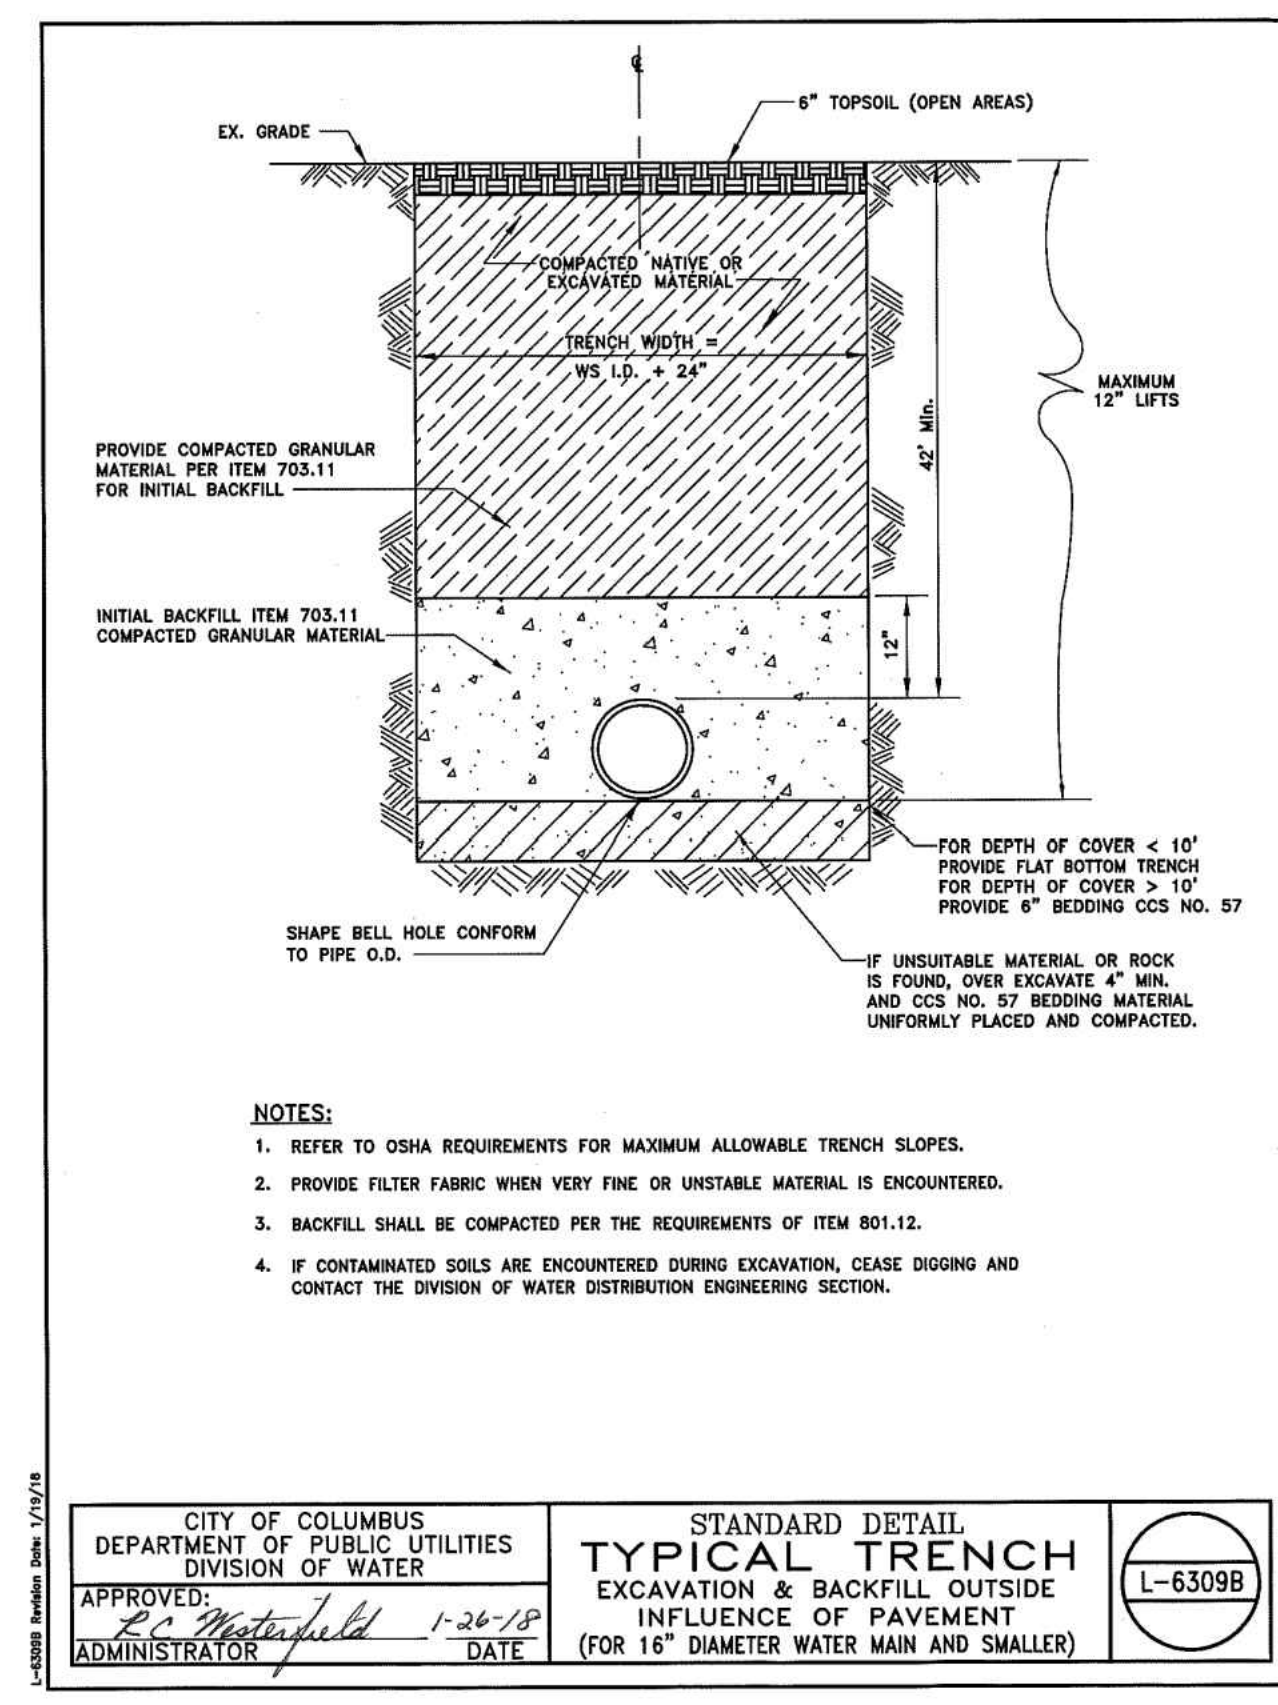 ℄
6" TOPSOIL (OPEN AREAS)
EX. GRADE
COMPACTED NATIVE OR
EXCAVATED MATERIAL
TRENCH WIDTH =
WS I.D. + 24"
MAXIMUM
12" LIFTS
42' Min.
PROVIDE COMPACTED GRANULAR
MATERIAL PER ITEM 703.11
FOR INITIAL BACKFILL
INITIAL BACKFILL ITEM 703.11
COMPACTED GRANULAR MATERIAL
12"
FOR DEPTH OF COVER < 10'
PROVIDE FLAT BOTTOM TRENCH
FOR DEPTH OF COVER > 10'
PROVIDE 6" BEDDING CCS NO. 57
SHAPE BELL HOLE CONFORM
TO PIPE O.D.
IF UNSUITABLE MATERIAL OR ROCK
IS FOUND, OVER EXCAVATE 4" MIN.
AND CCS NO. 57 BEDDING MATERIAL
UNIFORMLY PLACED AND COMPACTED.
NOTES:
1. REFER TO OSHA REQUIREMENTS FOR MAXIMUM ALLOWABLE TRENCH SLOPES.
2. PROVIDE FILTER FABRIC WHEN VERY FINE OR UNSTABLE MATERIAL IS ENCOUNTERED.
3. BACKFILL SHALL BE COMPACTED PER THE REQUIREMENTS OF ITEM 801.12.
4. IF CONTAMINATED SOILS ARE ENCOUNTERED DURING EXCAVATION, CEASE DIGGING AND
CONTACT THE DIVISION OF WATER DISTRIBUTION ENGINEERING SECTION.
L-6309B Revision Date: 1/19/18
CITY OF COLUMBUS
DEPARTMENT OF PUBLIC UTILITIES
DIVISION OF WATER
APPROVED:
R C Westerfield 1-26-18
ADMINISTRATOR DATE
STANDARD DETAIL
TYPICAL TRENCH
EXCAVATION & BACKFILL OUTSIDE
INFLUENCE OF PAVEMENT
(FOR 16" DIAMETER WATER MAIN AND SMALLER)
L-6309B